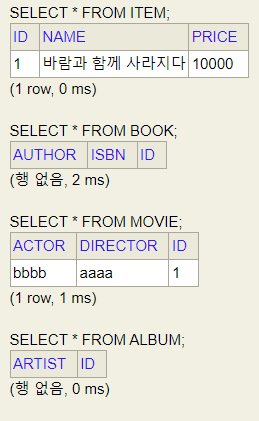 SELECT * FROM ITEM;
ID NAME PRICE
1 바람과 함께 사라지다 10000
(1 row, 0 ms)
SELECT * FROM BOOK;
AUTHOR ISBN ID
(행 없음, 2 ms)
SELECT * FROM MOVIE;
ACTOR DIRECTOR ID
bbbb aaaa 1
(1 row, 1 ms)
SELECT * FROM ALBUM;
ARTIST ID
(행 없음, 0 ms)